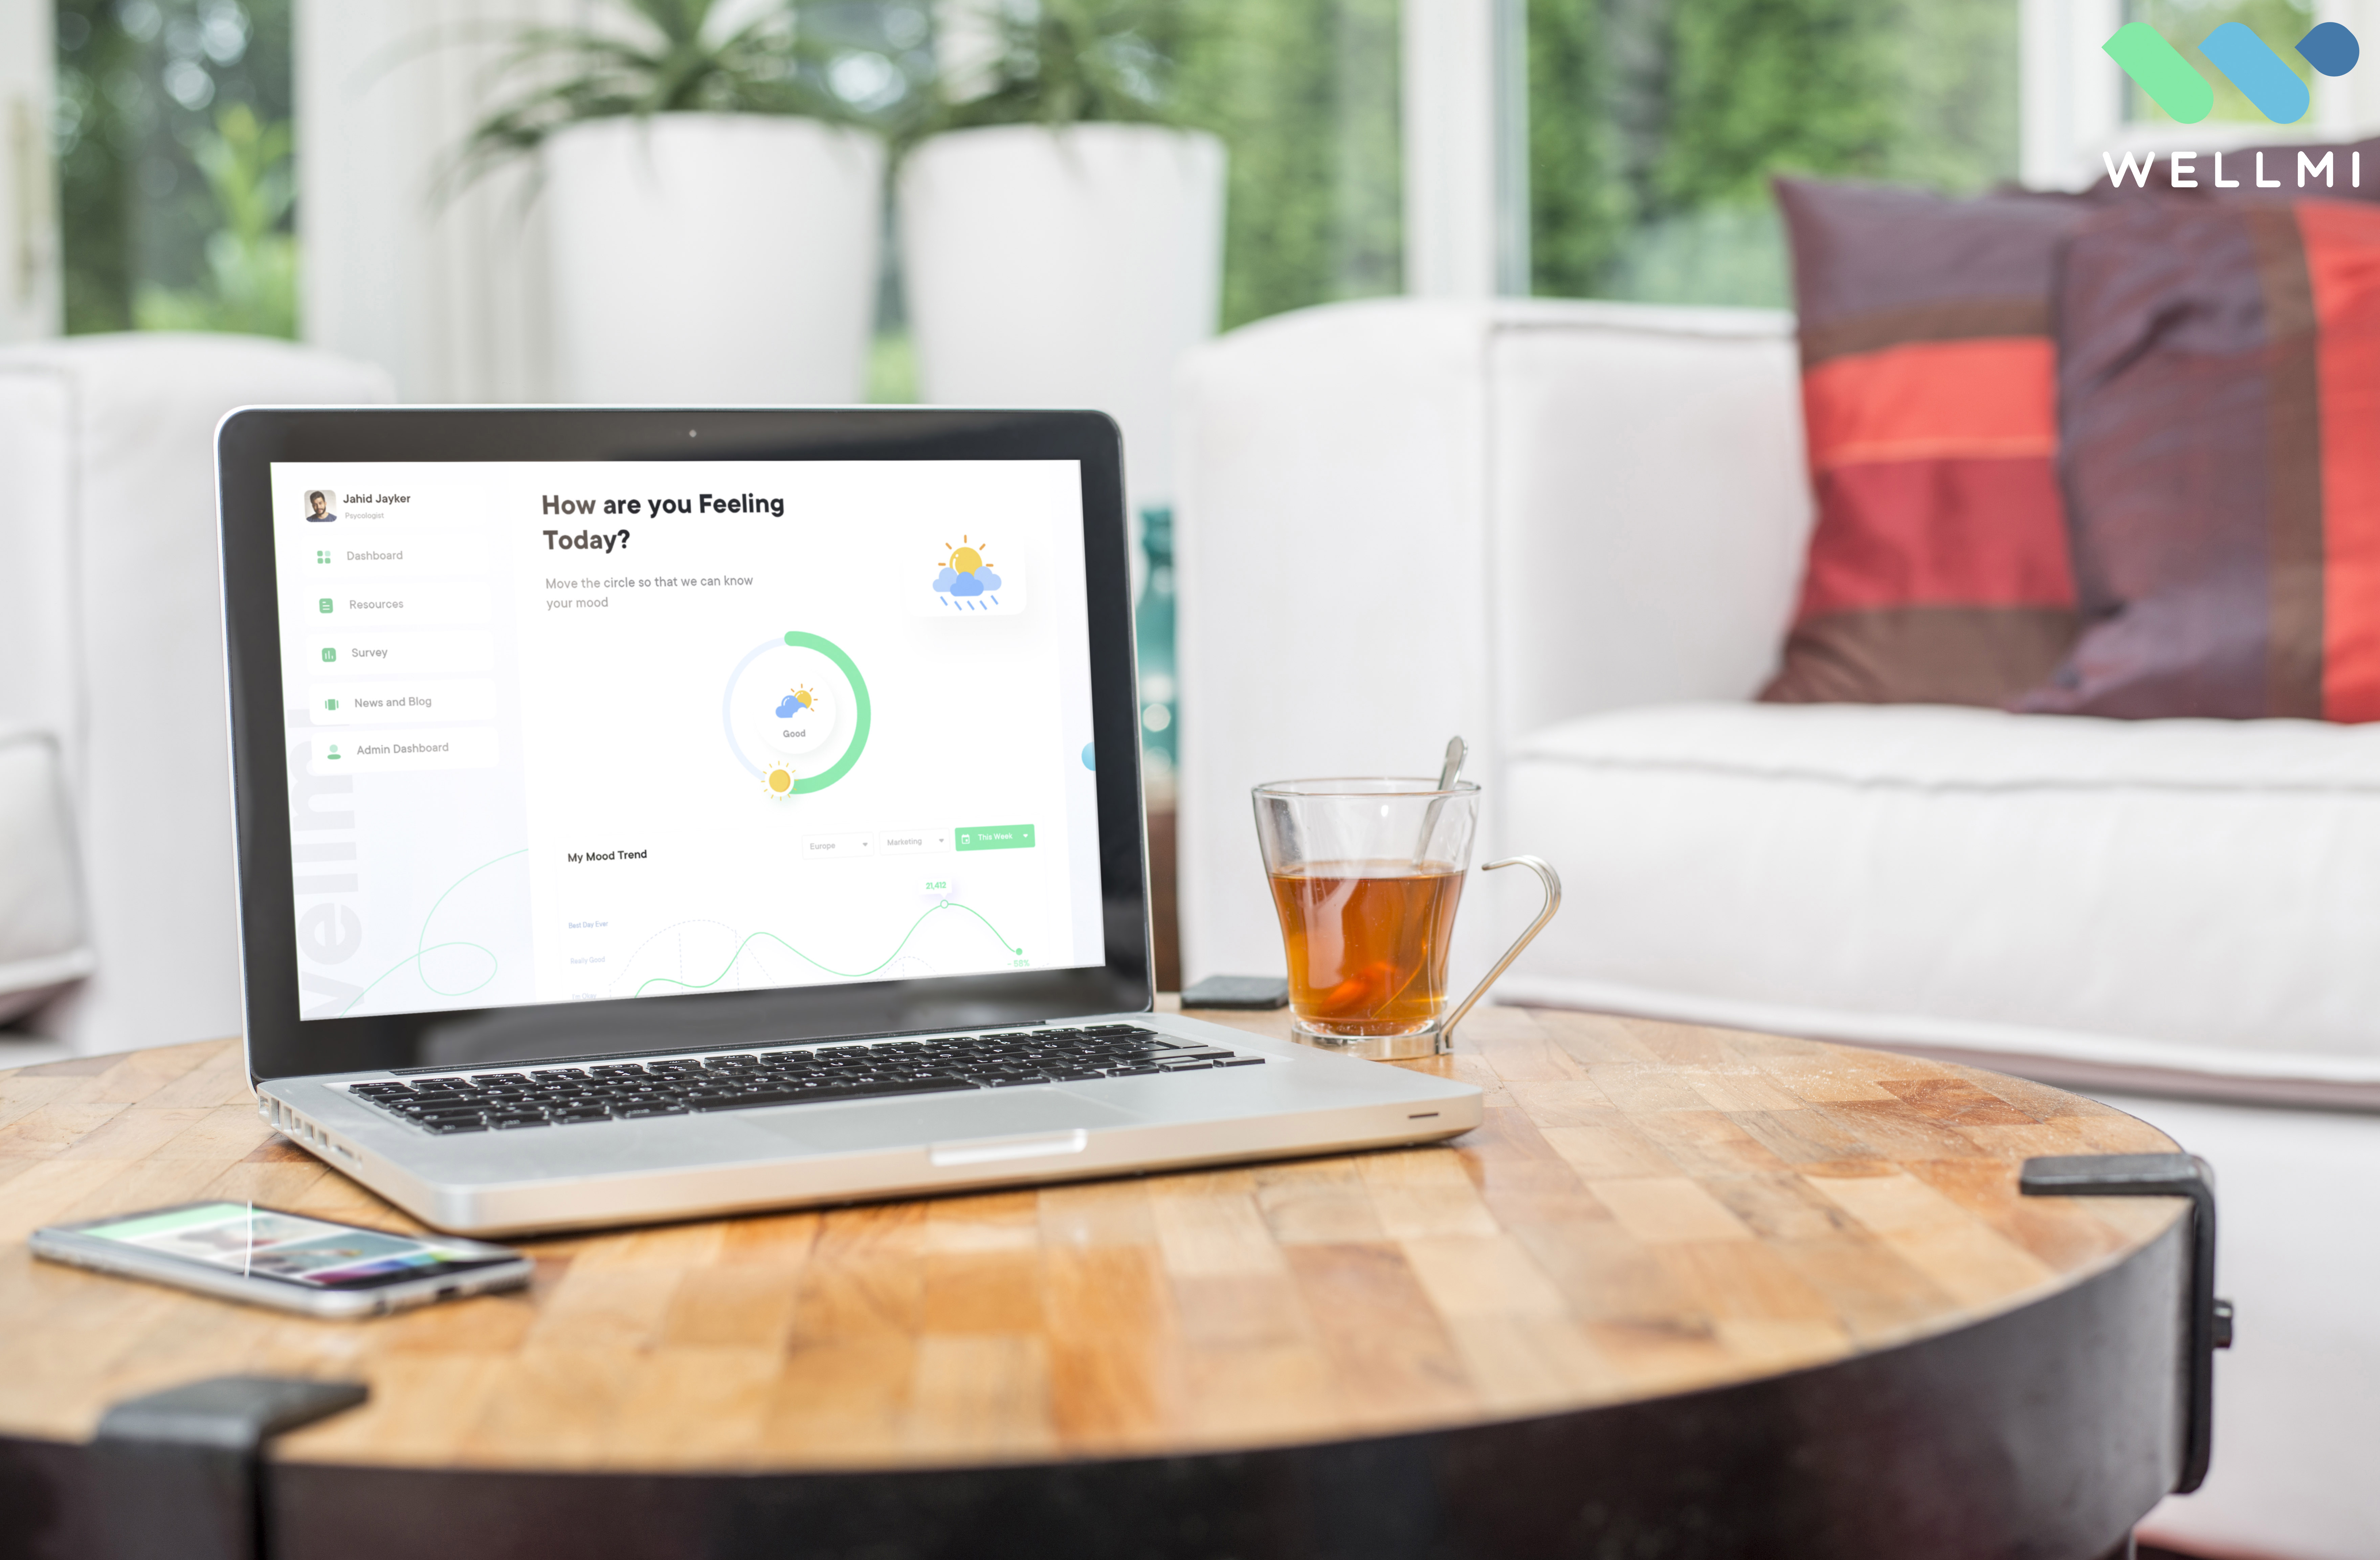 WELLMI
Jahid Jayker
Psycologist
Dashboard
Resources
Survey
News and Blog
Admin Dashboard
wellmi
How are you Feeling
Today?
Move the circle so that we can know
your mood
Good
My Mood Trend
Europe
Marketing
This Week
21,412
Best Day Ever
Really Good
- 58%